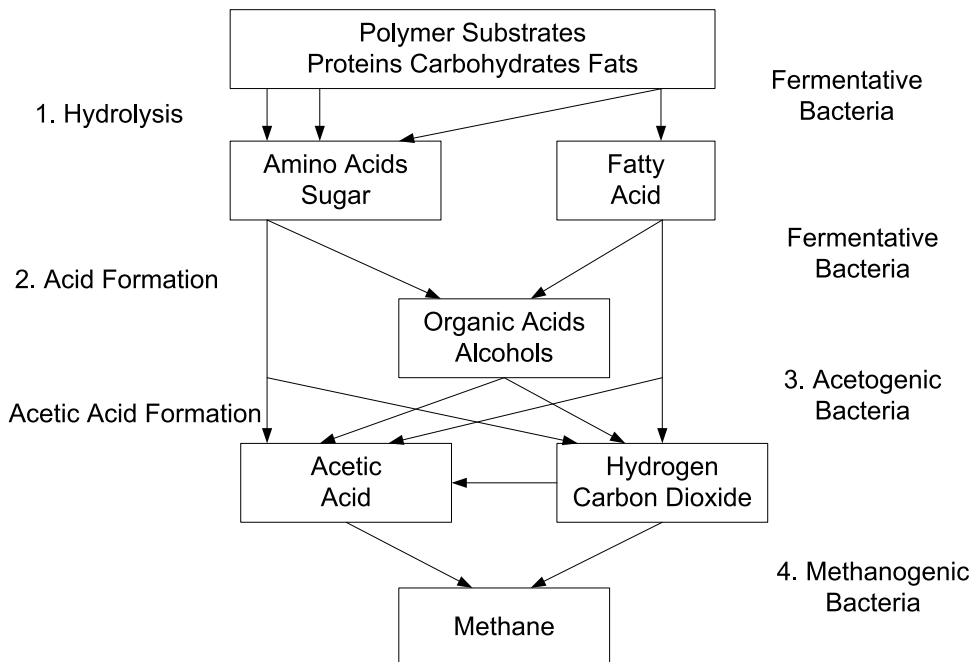 Polymer Substrates
Proteins Carbohydrates Fats
1. Hydrolysis
Fermentative
Bacteria
Amino Acids
Sugar
Fatty
Acid
2. Acid Formation
Fermentative
Bacteria
Organic Acids
Alcohols
Acetic Acid Formation
3. Acetogenic
Bacteria
Acetic
Acid
Hydrogen
Carbon Dioxide
4. Methanogenic
Bacteria
Methane